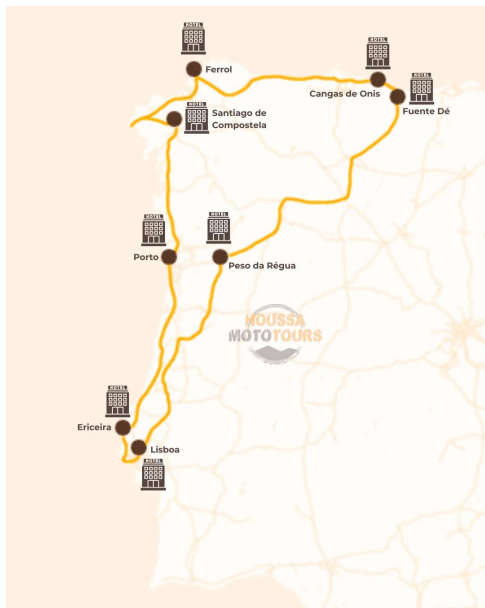 HOTEL
Ferrol
HOTEL
Cangas de Onis
HOTEL
Fuente Dé
HOTEL
Santiago de
Compostela
HOTEL
Porto
HOTEL
Peso da Régua
MOUSSA
MOTOTOURS
HOTEL
Ericeira
Lisboa
HOTEL